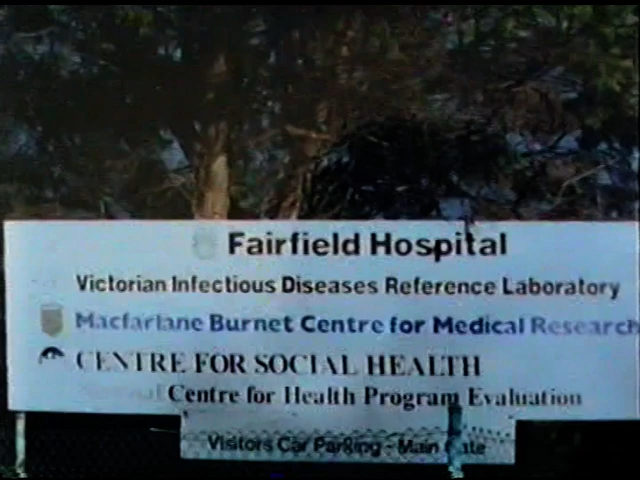 Fairfield Hospital
Victorian Infectious Diseases Reference Laboratory
Macfarlane Burnet Centre for Medical Research
CENTRE FOR SOCIAL HEALTH
Centre for Health Program Evaluation
Visitors Car Parking - Main